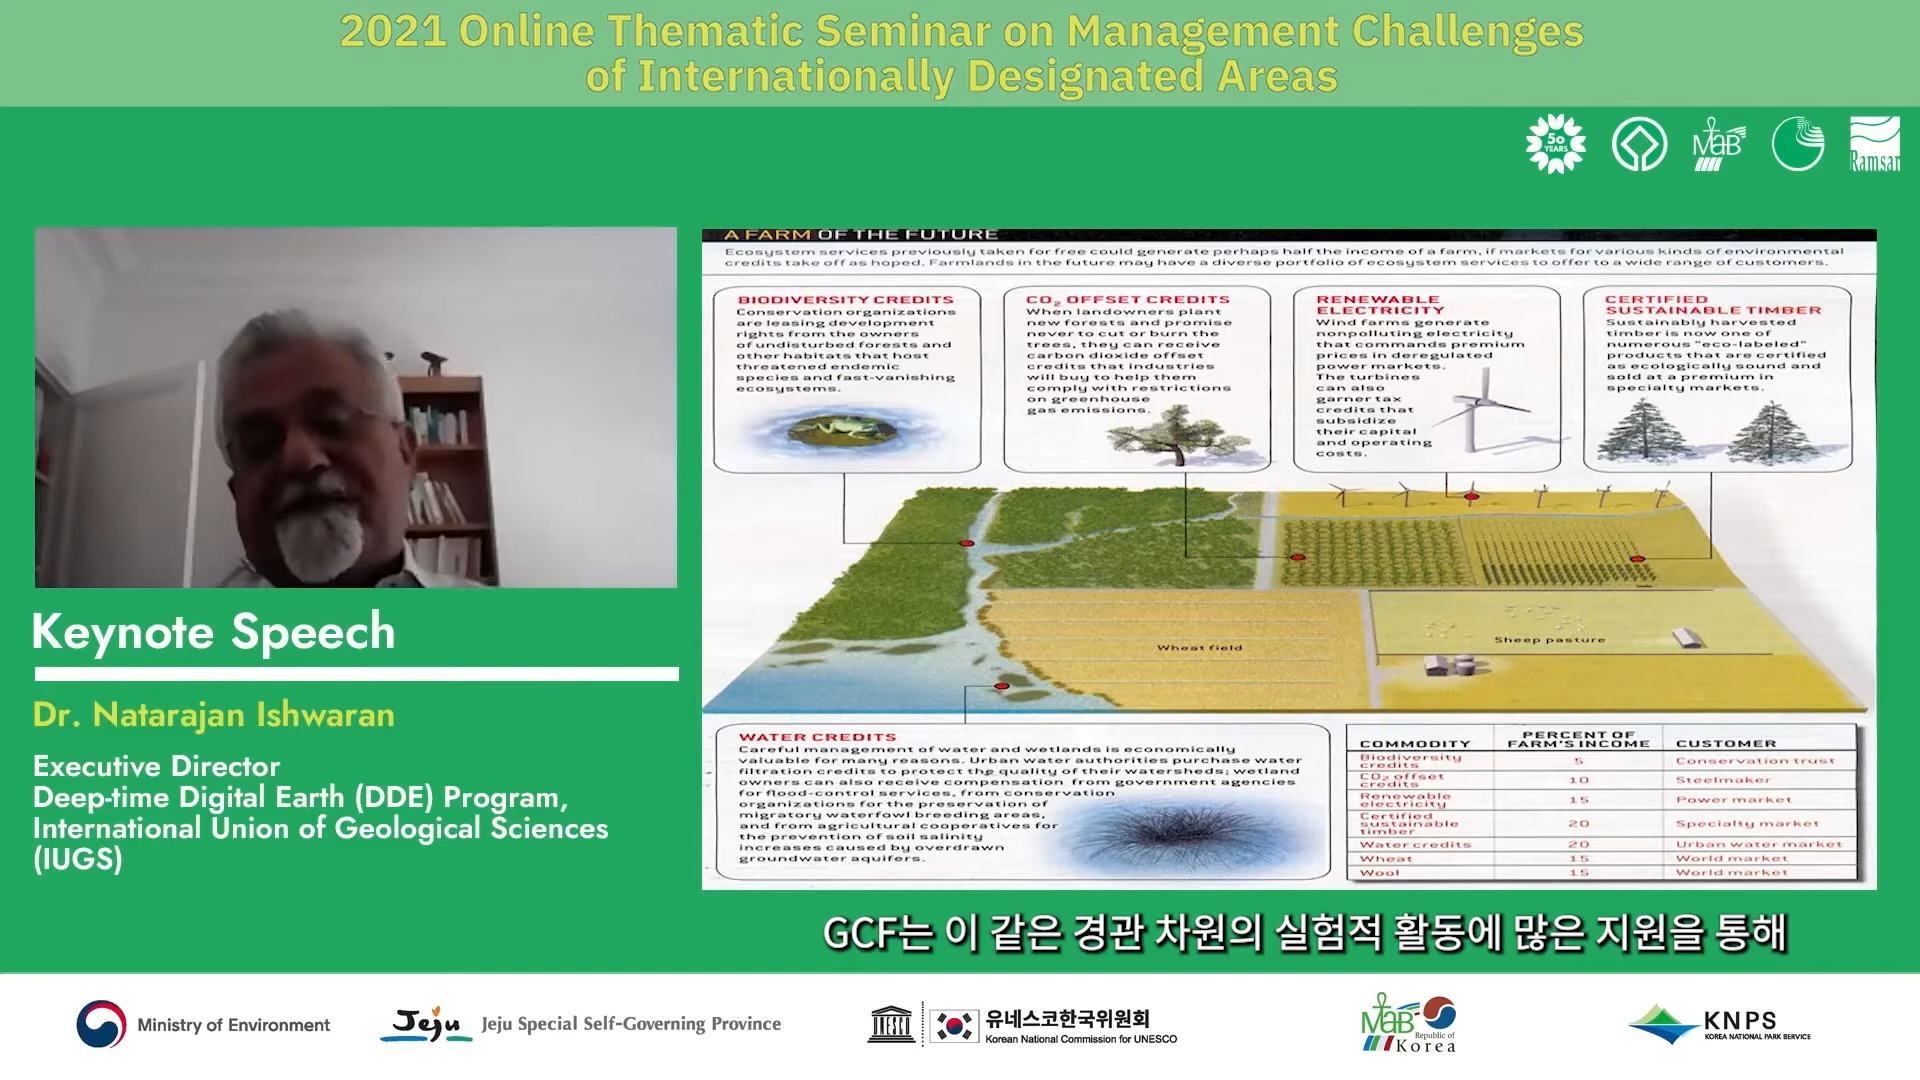 2021 Online Thematic Seminar on Management Challenges
of Internationally Designated Areas
50
YEARS
MaB
Ramsar
A FARM OF THE FUTURE
Ecosystem services previously taken for free could generate perhaps half the income of a farm, if markets for various kinds of environmental
credits take off as hoped. Farmlands in the future may have a diverse portfolio of ecosystem services to offer to a wide range of customers.
BIODIVERSITY CREDITS
Conservation organizations
are leasing development
rights from the owners
of undisturbed forests and
other habitats that host
threatened endemic
species and fast-vanishing
ecosystems.
CO₂ OFFSET CREDITS
When landowners plant
new forests and promise
never to cut or burn the
trees, they can receive
carbon dioxide offset
credits that industries
will buy to help them
comply with restrictions
on greenhouse
gas emissions.
RENEWABLE
ELECTRICITY
Wind farms generate
nonpolluting electricity
that commands premium
prices in deregulated
power markets.
The turbines
can also
garner tax
credits that
subsidize
their capital
and operating
costs.
CERTIFIED
SUSTAINABLE TIMBER
Sustainably harvested
timber is now one of
numerous "eco-labeled"
products that are certified
as ecologically sound and
sold at a premium in
specialty markets.
Wheat field
Sheep pasture
WATER CREDITS
Careful management of water and wetlands is economically
valuable for many reasons. Urban water authorities purchase water
filtration credits to protect the quality of their watersheds; wetland
owners can also receive compensation from government agencies
for flood-control services, from conservation
organizations for the preservation of
migratory waterfowl breeding areas,
and from agricultural cooperatives for
the prevention of soil salinity
increases caused by overdrawn
groundwater aquifers.
COMMODITY PERCENT OF FARM'S INCOME CUSTOMER
Biodiversity credits 5 Conservation trust
CO₂ offset credits 10 Steelmaker
Renewable electricity 15 Power market
Certified sustainable timber 20 Specialty market
Water credits 20 Urban water market
Wheat 15 World market
Wool 15 World market
Keynote Speech
Dr. Natarajan Ishwaran
Executive Director
Deep-time Digital Earth (DDE) Program,
International Union of Geological Sciences
(IUGS)
GCF는 이 같은 경관 차원의 실험적 활동에 많은 지원을 통해
Ministry of Environment
Jeju
Jeju Special Self-Governing Province
UNESCO
유네스코한국위원회
Korean National Commission for UNESCO
MaB
Republic of
Korea
KNPS
KOREA NATIONAL PARK SERVICE